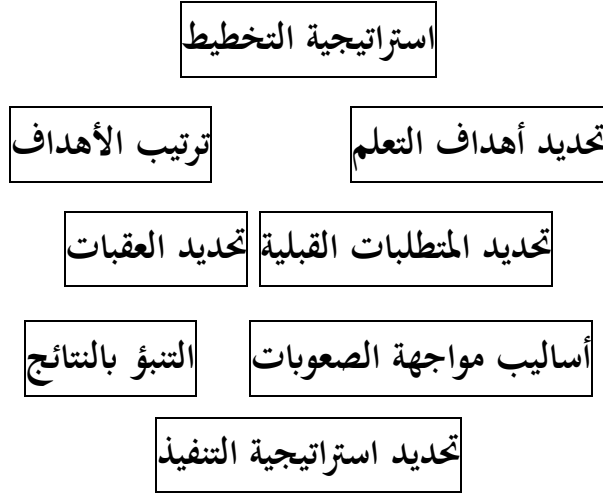 استراتيجية التخطيط
تحديد أهداف التعلم
ترتيب الأهداف
تحديد المتطلبات القبلية
تحديد العقبات
أساليب مواجهة الصعوبات
التنبؤ بالنتائج
تحديد استراتيجية التنفيذ